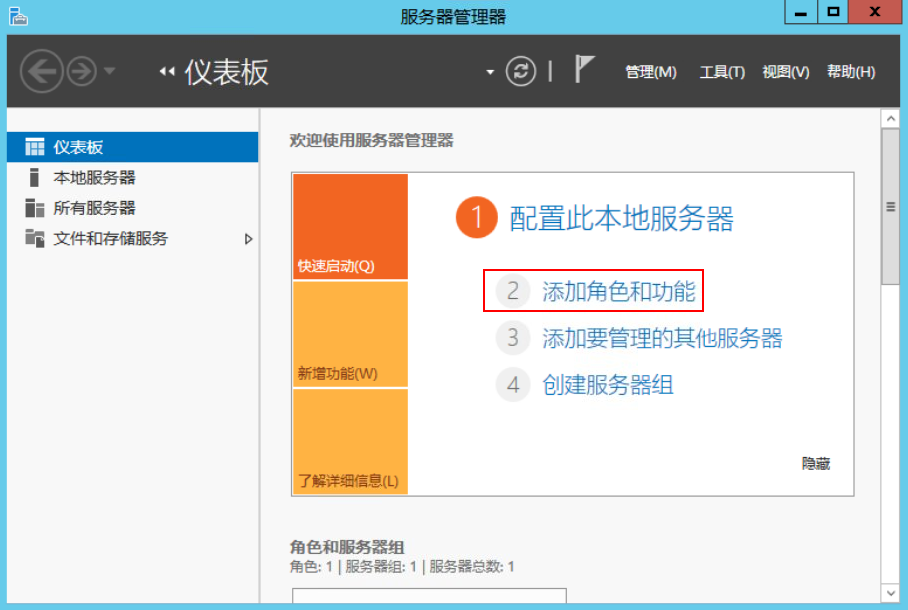 服务器管理器
仪表板
管理(M) 工具(T) 视图(V) 帮助(H)
仪表板
本地服务器
所有服务器
文件和存储服务
欢迎使用服务器管理器
快速启动(Q)
新增功能(W)
了解详细信息(L)
1 配置此本地服务器
2 添加角色和功能
3 添加要管理的其他服务器
4 创建服务器组
隐藏
角色和服务器组
角色: 1 | 服务器组: 1 | 服务器总数: 1